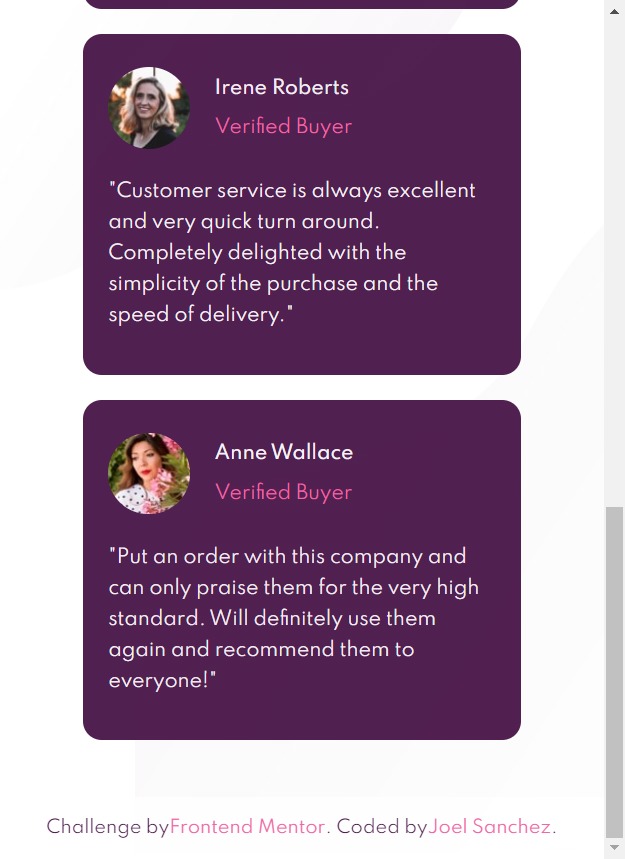 Irene Roberts
Verified Buyer
"Customer service is always excellent
and very quick turn around.
Completely delighted with the
simplicity of the purchase and the
speed of delivery."
Anne Wallace
Verified Buyer
"Put an order with this company and
can only praise them for the very high
standard. Will definitely use them
again and recommend them to
everyone!"
Challenge byFrontend Mentor. Coded byJoel Sanchez.